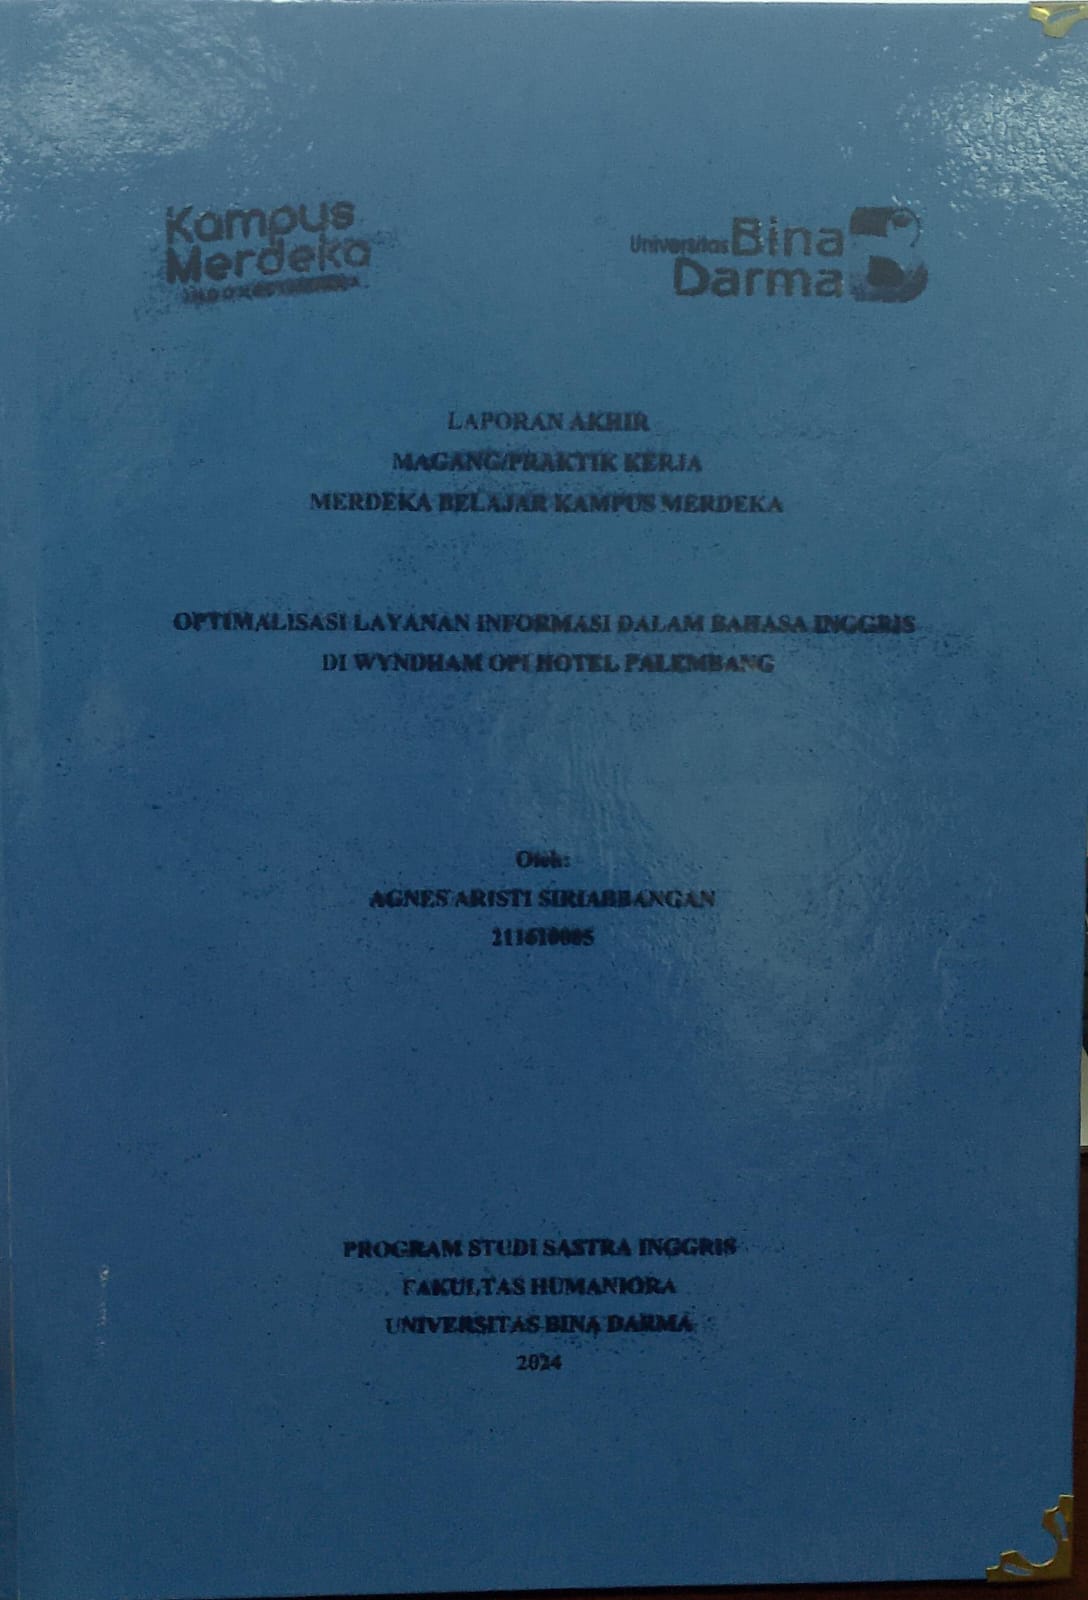 Kampus
Merdeka
Universitas Bina
Darma
LAPORAN AKHIR
MAGANG/PRAKTIK KERJA
MERDEKA BELAJAR KAMPUS MERDEKA
OPTIMALISASI LAYANAN INFORMASI DALAM BAHASA INGGRIS
DI WYNDHAM OPI HOTEL PALEMBANG
Oleh:
AGNES ARISTI SIRIABBANGAN
211610005
PROGRAM STUDI SASTRA INGGRIS
FAKULTAS HUMANIORA
UNIVERSITAS BINA DARMA
2024